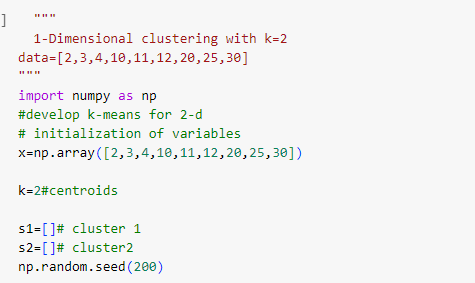 ]    """
1-Dimensional clustering with k=2
data=[2,3,4,10,11,12,20,25,30]
"""
import numpy as np
#develop k-means for 2-d
# initialization of variables
x=np.array([2,3,4,10,11,12,20,25,30])
k=2#centroids
s1=[]# cluster 1
s2=[]# cluster2
np.random.seed(200)